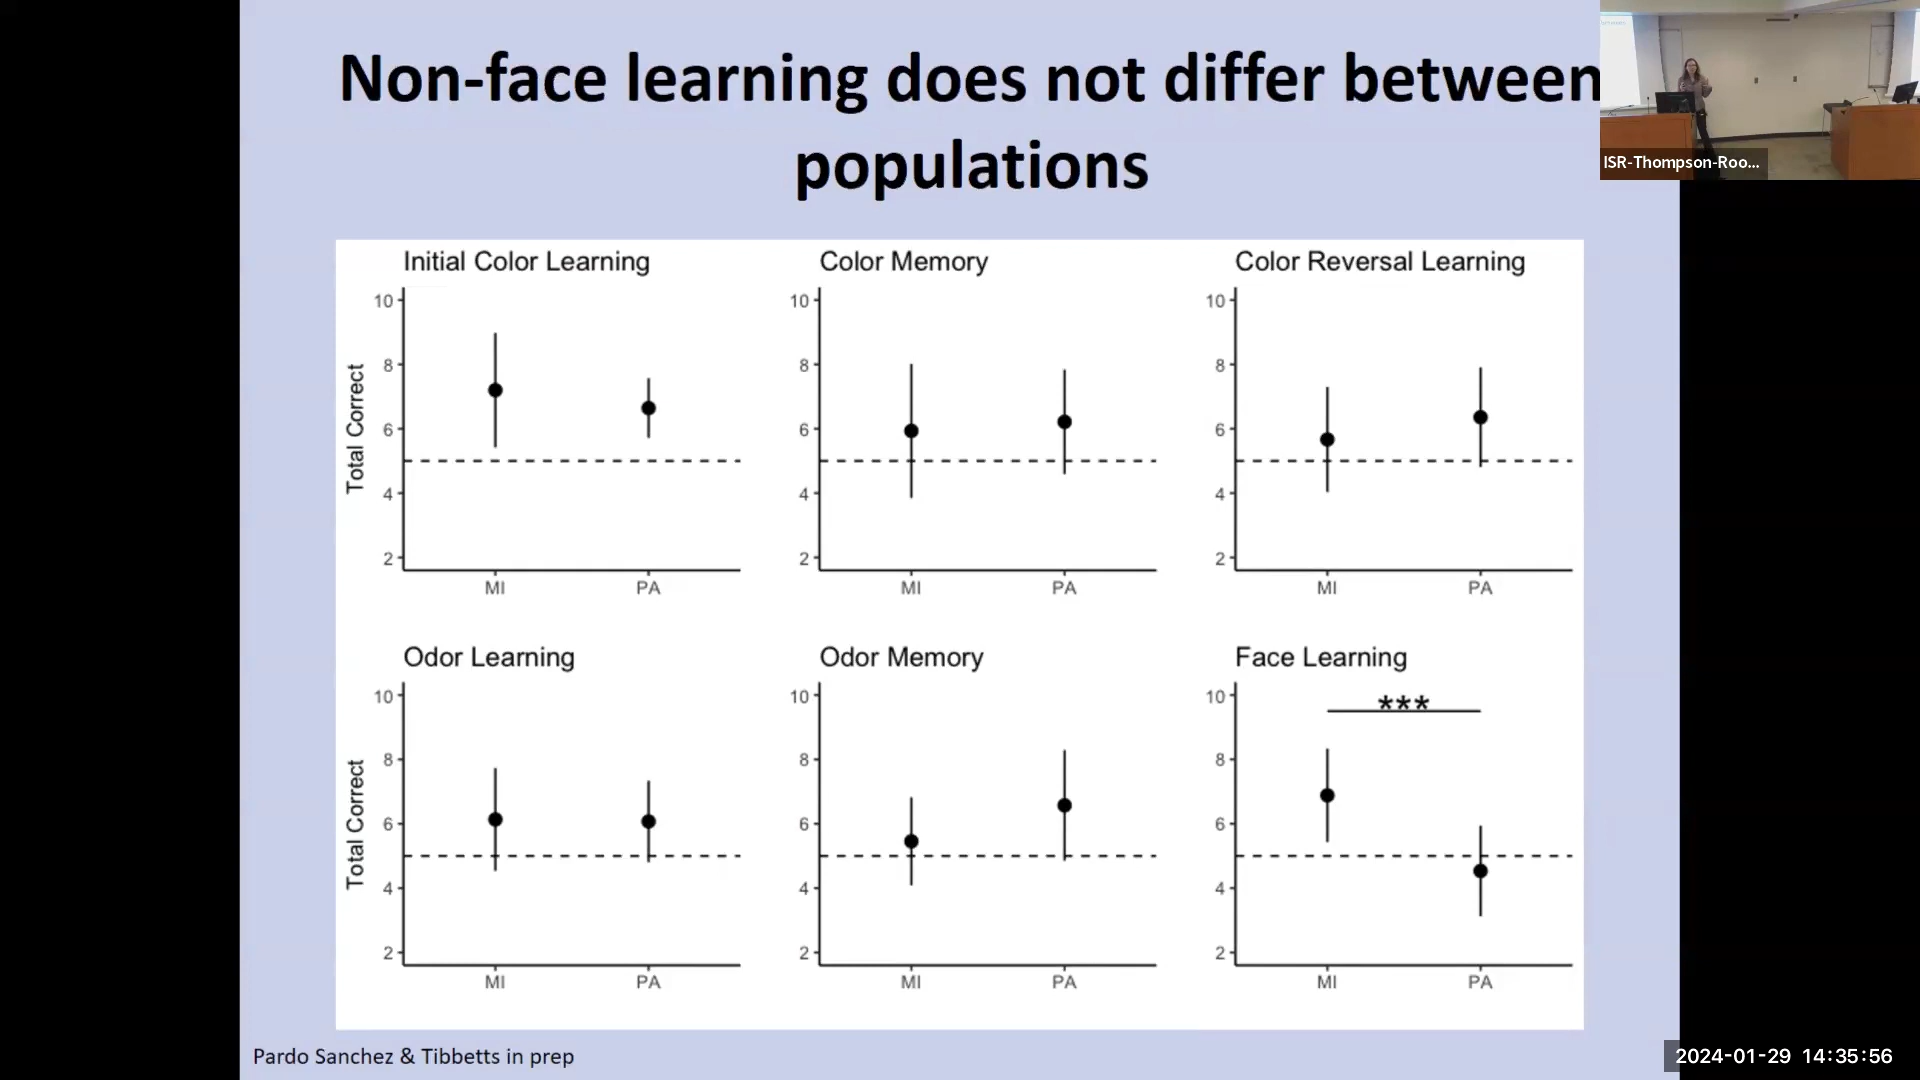 Non-face learning does not differ between
populations
ISR-Thompson-Roo...
Initial Color Learning
Total Correct
10
8
6
4
2
MI
PA
Color Memory
10
8
6
4
2
MI
PA
Color Reversal Learning
10
8
6
4
2
MI
PA
Odor Learning
Total Correct
10
8
6
4
2
MI
PA
Odor Memory
10
8
6
4
2
MI
PA
Face Learning
***
10
8
6
4
2
MI
PA
Pardo Sanchez & Tibbetts in prep
2024-01-29 14:35:56